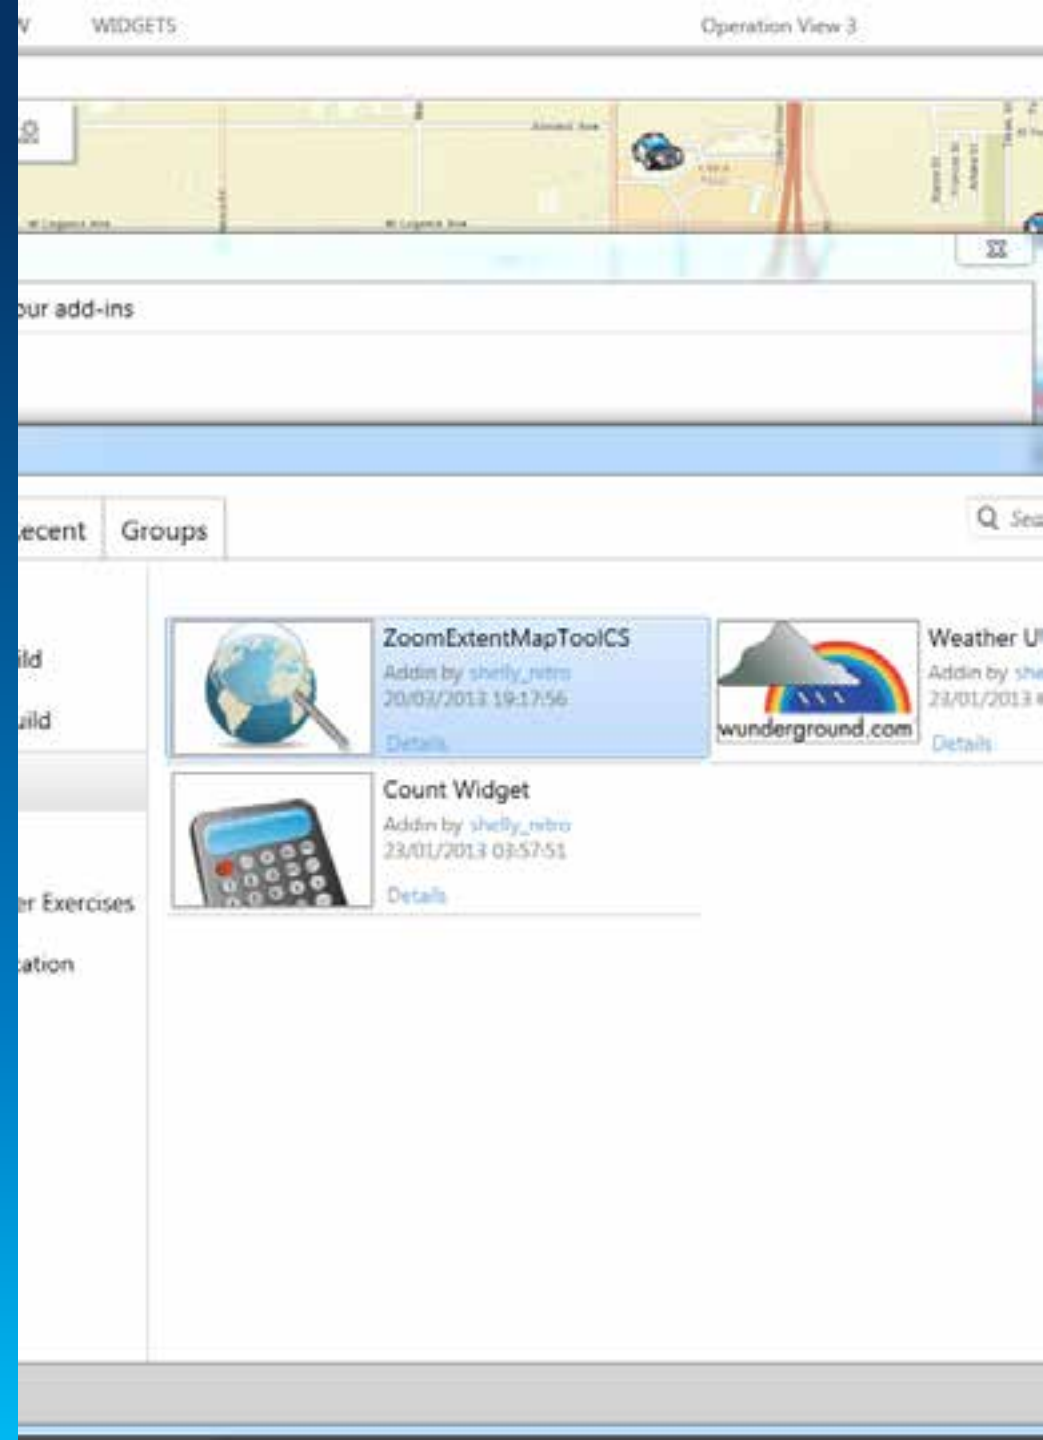 WIDGETS
Operation View 3
our add-ins
ecent
Groups
ZoomExtentMapToolCS
Addin by shelly_nitro
20/03/2013 19:17:56
Details
Weather U
Addin by she
23/01/2013
wunderground.com
Details
ild
uild
Count Widget
Addin by shelly_nitro
23/01/2013 03:57:51
Details
er Exercises
ation